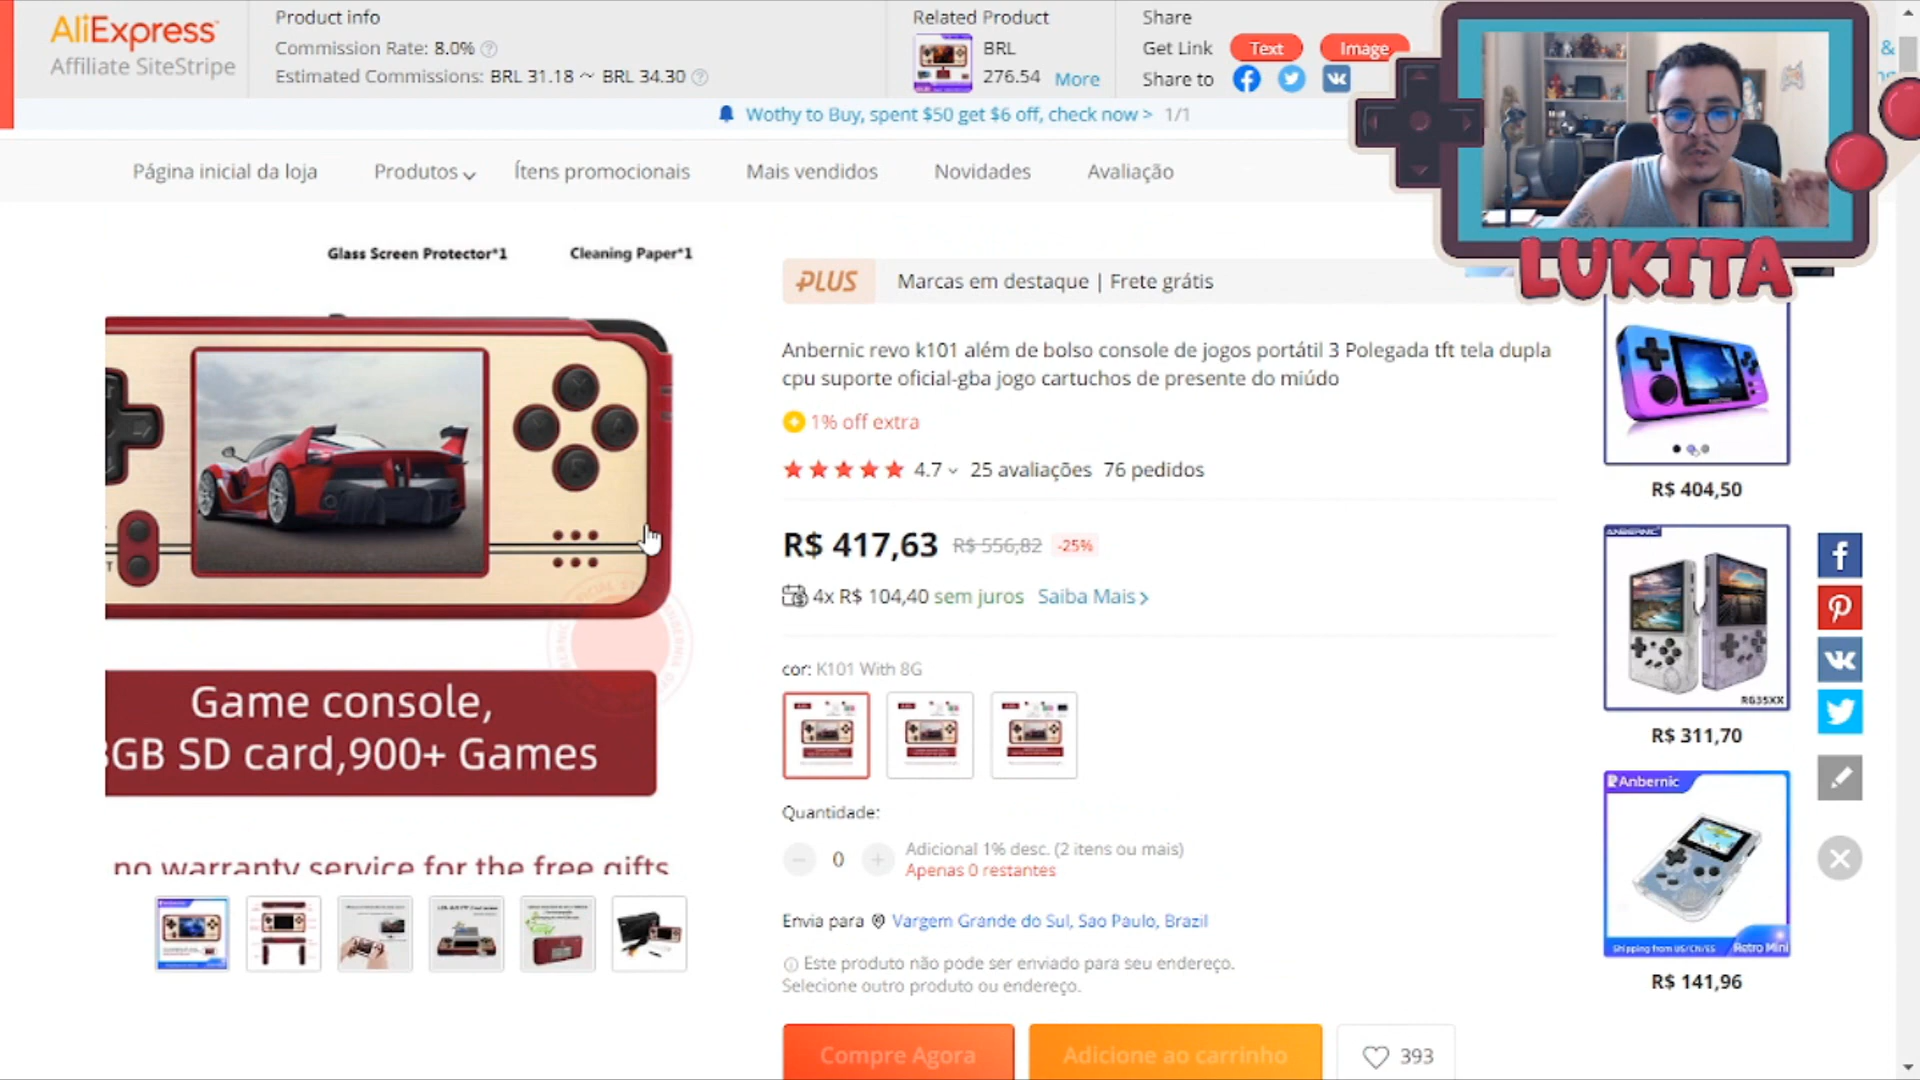 AliExpress
Affiliate SiteStripe
Product info
Commission Rate: 8.0%
Estimated Commissions: BRL 31.18 ~ BRL 34.30
Related Product
BRL
276.54 More
Share
Get Link Text Image
Share to
Wothy to Buy, spent $50 get $6 off, check now > 1/1
Página inicial da loja Produtos Ítens promocionais Mais vendidos Novidades Avaliação
LUKITA
Glass Screen Protector*1 Cleaning Paper*1
Game console,
GB SD card,900+ Games
no warranty service for the free gifts
PLUS Marcas em destaque | Frete grátis
Anbernic revo k101 além de bolso console de jogos portátil 3 Polegada tft tela dupla
cpu suporte oficial-gba jogo cartuchos de presente do miúdo
1% off extra
4.7 25 avaliações 76 pedidos
R$ 417,63 R$ 556,82 -25%
4x R$ 104,40 sem juros Saiba Mais
cor: K101 With 8G
Quantidade:
0
Adicional 1% desc. (2 itens ou mais)
Apenas 0 restantes
Envia para Vargem Grande do Sul, Sao Paulo, Brazil
Este produto não pode ser enviado para seu endereço.
Selecione outro produto ou endereço.
Compre Agora Adicione ao carrinho 393
R$ 404,50
ANBERNIC
RG35XX
R$ 311,70
Anbernic
Shipping from US/CN/ES Retro Mini
R$ 141,96